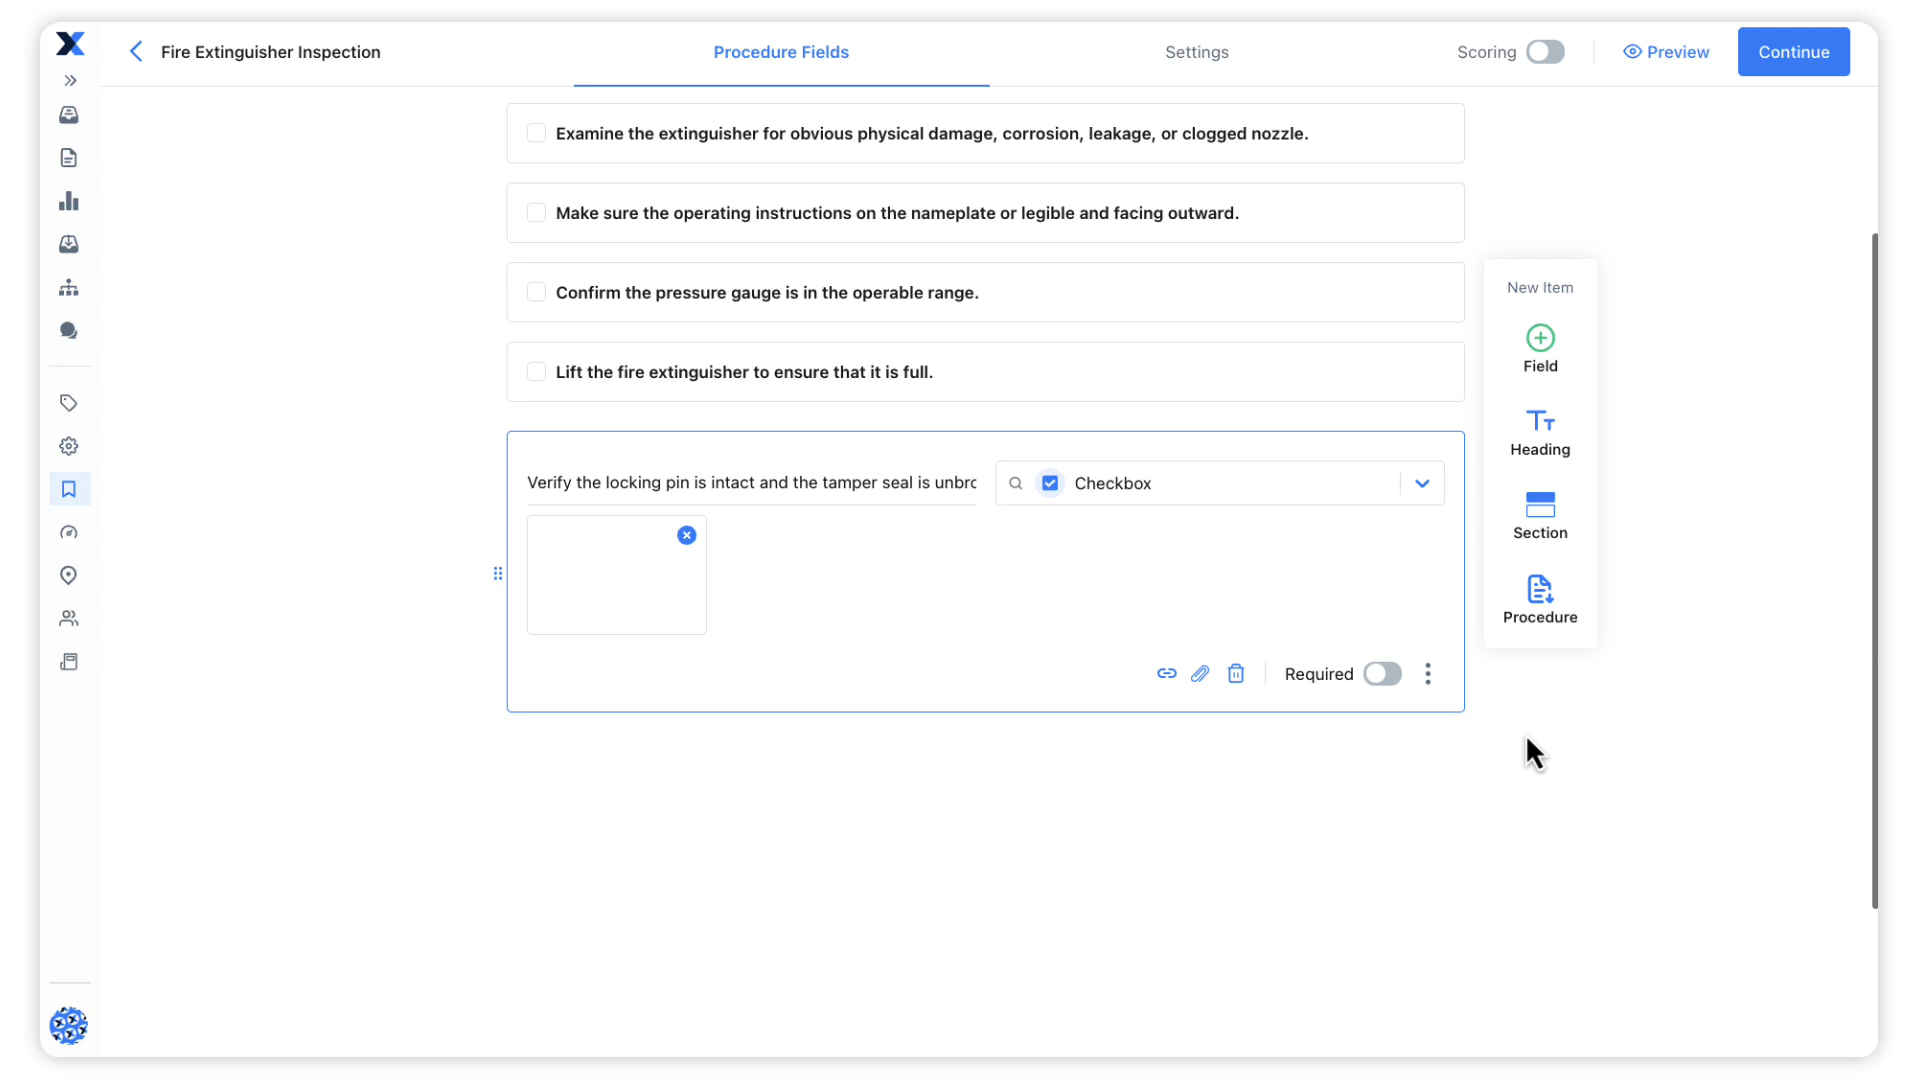 Fire Extinguisher Inspection
Procedure Fields
Settings
Scoring
Preview
Continue
Examine the extinguisher for obvious physical damage, corrosion, leakage, or clogged nozzle.
Make sure the operating instructions on the nameplate or legible and facing outward.
Confirm the pressure gauge is in the operable range.
Lift the fire extinguisher to ensure that it is full.
Verify the locking pin is intact and the tamper seal is unbro
Checkbox
Required
New Item
Field
Heading
Section
Procedure